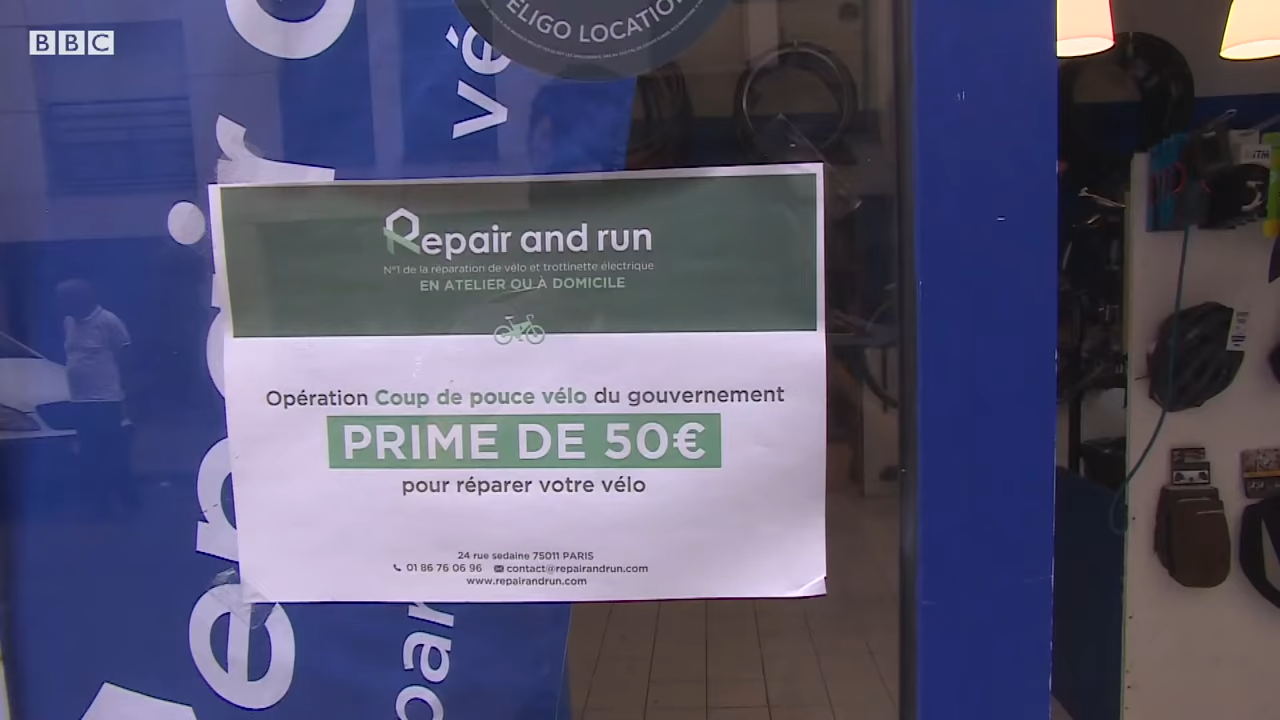 BBC
ELIGO LOCATION
vé
Repair and run
N°1 de la réparation de vélo et trottinette électrique
EN ATELIER OU À DOMICILE
Opération Coup de pouce vélo du gouvernement
PRIME DE 50€
pour réparer votre vélo
24 rue sedaine 75011 PARIS
01 86 76 06 96 contact@repairandrun.com
www.repairandrun.com